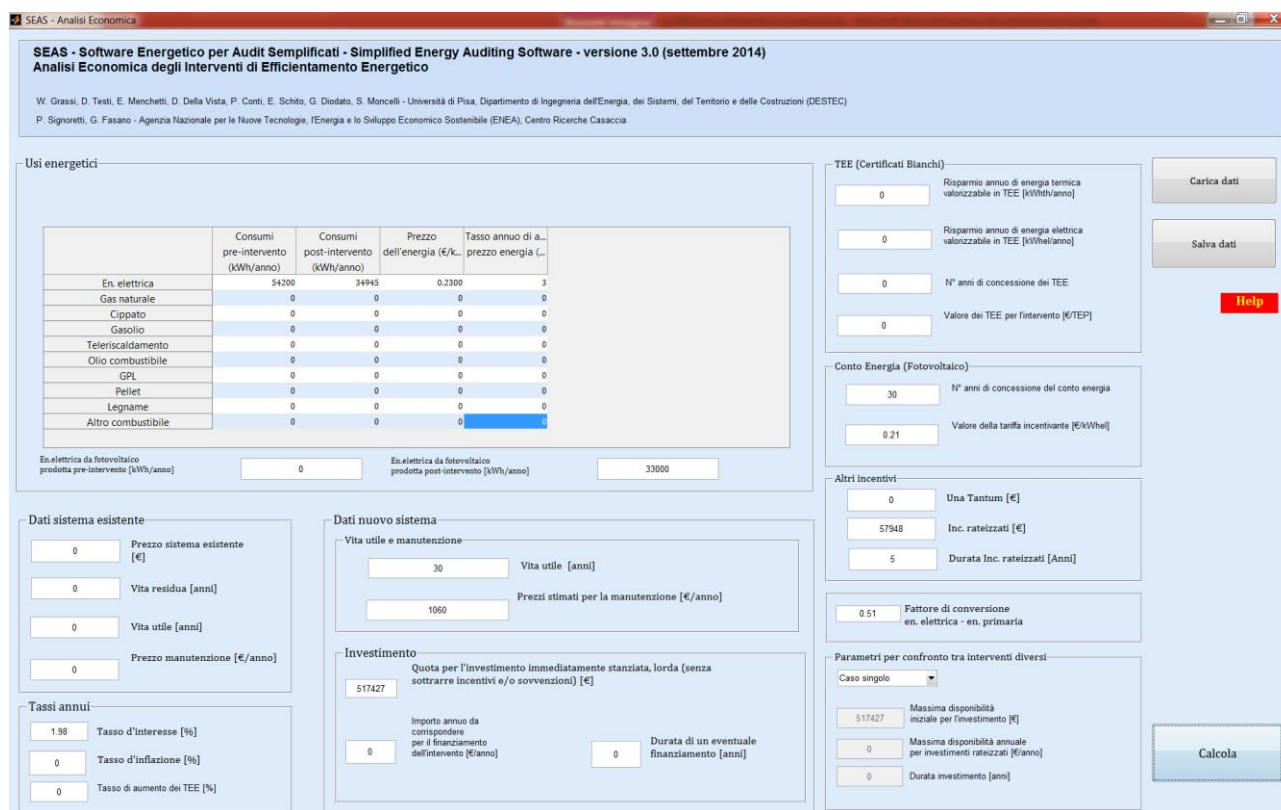 SEAS - Analisi Economica
SEAS - Software Energetico per Audit Semplificati - Simplified Energy Auditing Software - versione 3.0 (settembre 2014)
Analisi Economica degli Interventi di Efficientamento Energetico
W. Grassi, D. Testi, E. Menchetti, D. Della Vista, P. Conti, E. Schito, G. Diodato, S. Moncelli - Università di Pisa, Dipartimento di Ingegneria dell'Energia, dei Sistemi, del Territorio e delle Costruzioni (DESTEC)
P. Signoretti, G. Fasano - Agenzia Nazionale per le Nuove Tecnologie, l'Energia e lo Sviluppo Economico Sostenibile (ENEA), Centro Ricerche Casaccia
Usi energetici
Consumi Consumi Prezzo Tasso annuo di a...
pre-intervento post-intervento dell'energia (€/k... prezzo energia (...
(kWh/anno) (kWh/anno)
En. elettrica 54200 34945 0.2300 3
Gas naturale 0 0 0 0
Cippato 0 0 0 0
Gasolio 0 0 0 0
Teleriscaldamento 0 0 0 0
Olio combustibile 0 0 0 0
GPL 0 0 0 0
Pellet 0 0 0 0
Legname 0 0 0 0
Altro combustibile 0 0 0 0
En.elettrica da fotovoltaico
prodotta pre-intervento [kWh/anno]
0
En.elettrica da fotovoltaico
prodotta post-intervento [kWh/anno]
33000
Dati sistema esistente
0
Prezzo sistema esistente
[€]
0 Vita residua [anni]
0 Vita utile [anni]
0 Prezzo manutenzione [€/anno]
Tassi annui
1.98 Tasso d'interesse [%]
0 Tasso d'inflazione [%]
0 Tasso di aumento dei TEE [%]
Dati nuovo sistema
Vita utile e manutenzione
30 Vita utile [anni]
1060 Prezzi stimati per la manutenzione [€/anno]
Investimento
517427
Quota per l'investimento immediatamente stanziata, lorda (senza
sottrarre incentivi e/o sovvenzioni) [€]
0
Importo annuo da
corrispondere
per il finanziamento
dell'intervento [€/anno]
0
Durata di un eventuale
finanziamento [anni]
TEE (Certificati Bianchi)
0
Risparmio annuo di energia termica
valorizzabile in TEE [kWhth/anno]
0
Risparmio annuo di energia elettrica
valorizzabile in TEE [kWhel/anno]
0 N° anni di concessione dei TEE
0 Valore dei TEE per l'intervento [€/TEP]
Conto Energia (Fotovoltaico)
30 N° anni di concessione del conto energia
0.21 Valore della tariffa incentivante [€/kWhel]
Altri incentivi
0 Una Tantum [€]
57948 Inc. rateizzati [€]
5 Durata Inc. rateizzati [Anni]
0.51
Fattore di conversione
en. elettrica - en. primaria
Parametri per confronto tra interventi diversi
Caso singolo
517427
Massima disponibilità
iniziale per l'investimento [€]
0
Massima disponibilità annuale
per investimenti rateizzati [€/anno]
0 Durata investimento [anni]
Carica dati
Salva dati
Help
Calcola